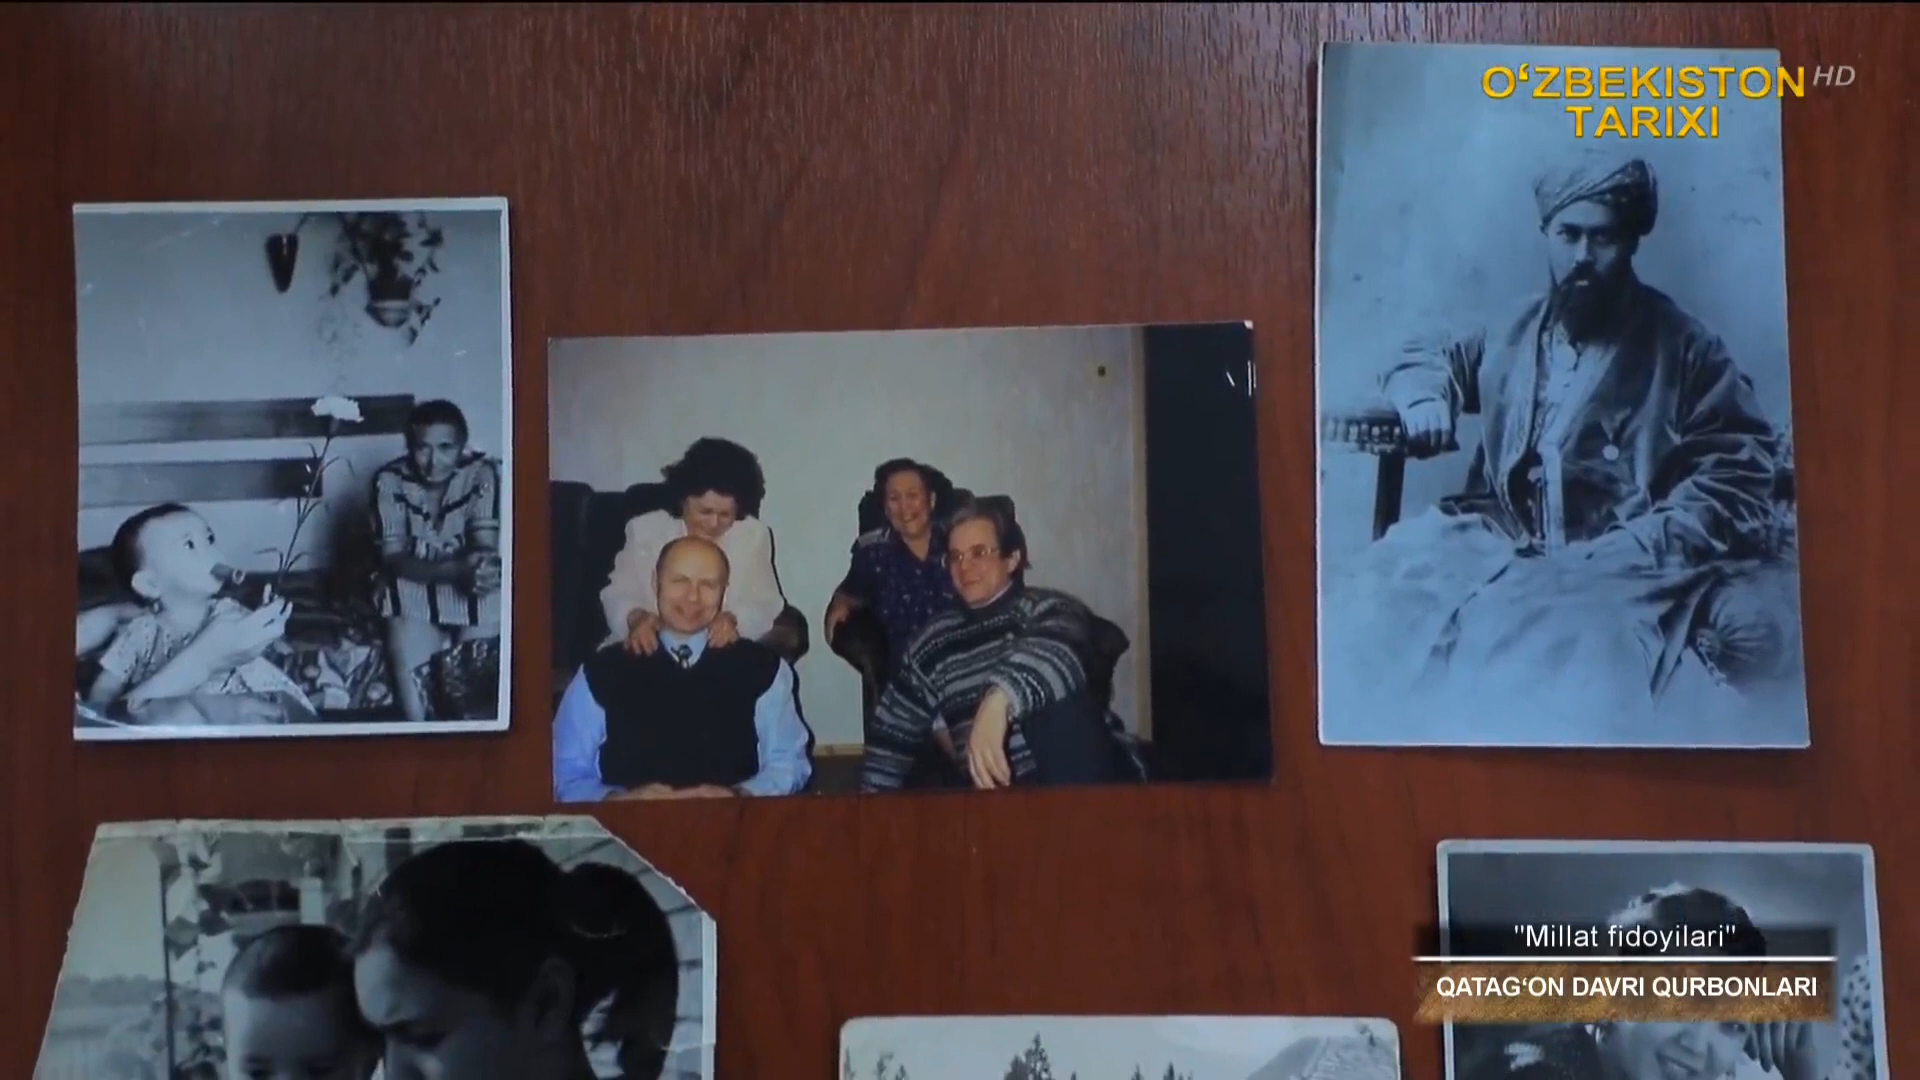 O‘ZBEKISTON HD
TARIXI
"Millat fidoyilari"
QATAG‘ON DAVRI QURBONLARI